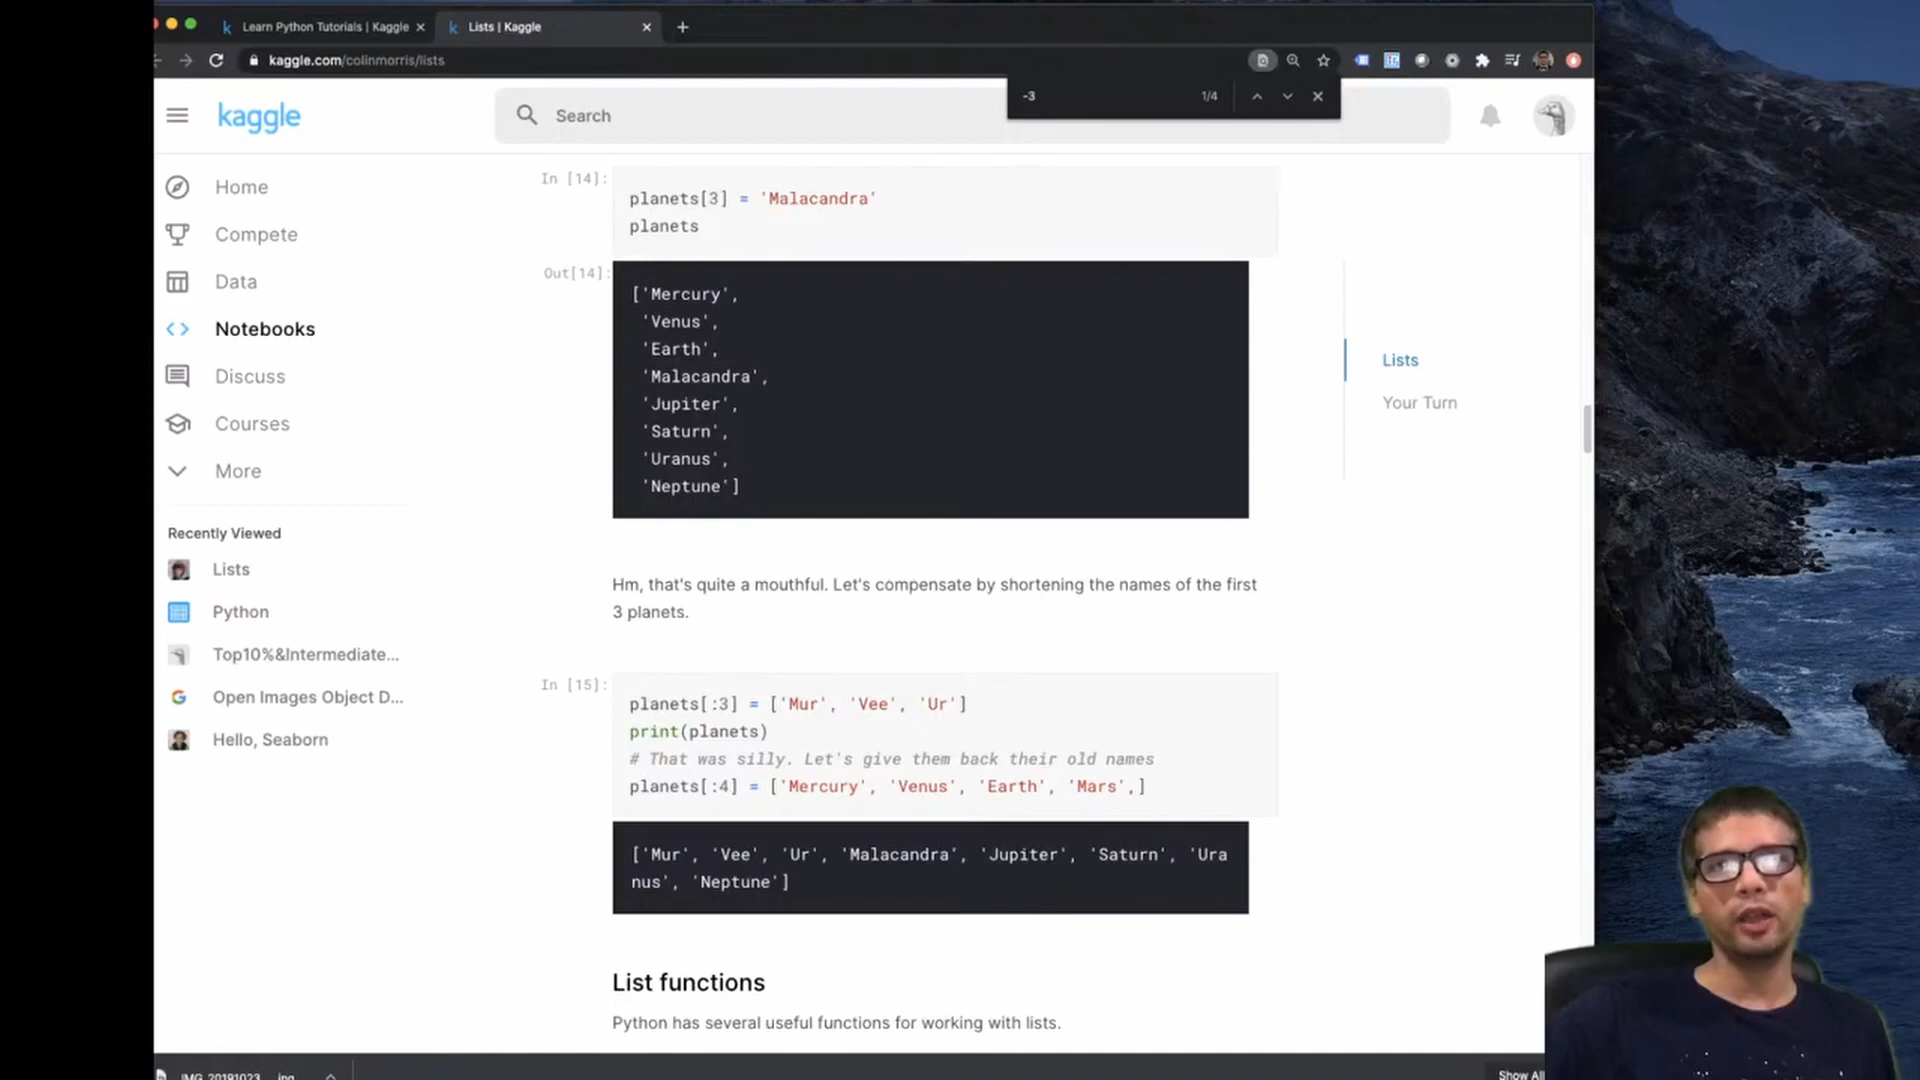 Learn Python Tutorials | Kaggle
Lists | Kaggle
kaggle.com/colinmorris/lists
-3
1/4
kaggle
Search
Home
Compete
Data
Notebooks
Discuss
Courses
More
Recently Viewed
Lists
Python
Top10%&Intermediate...
Open Images Object D...
Hello, Seaborn
In [14]:
planets[3] = 'Malacandra'
planets
Out[14]:
['Mercury',
'Venus',
'Earth',
'Malacandra',
'Jupiter',
'Saturn',
'Uranus',
'Neptune']
Hm, that's quite a mouthful. Let's compensate by shortening the names of the first
3 planets.
In [15]:
planets[:3] = ['Mur', 'Vee', 'Ur']
print(planets)
# That was silly. Let's give them back their old names
planets[:4] = ['Mercury', 'Venus', 'Earth', 'Mars',]
['Mur', 'Vee', 'Ur', 'Malacandra', 'Jupiter', 'Saturn', 'Ura
nus', 'Neptune']
List functions
Python has several useful functions for working with lists.
Lists
Your Turn
Show All